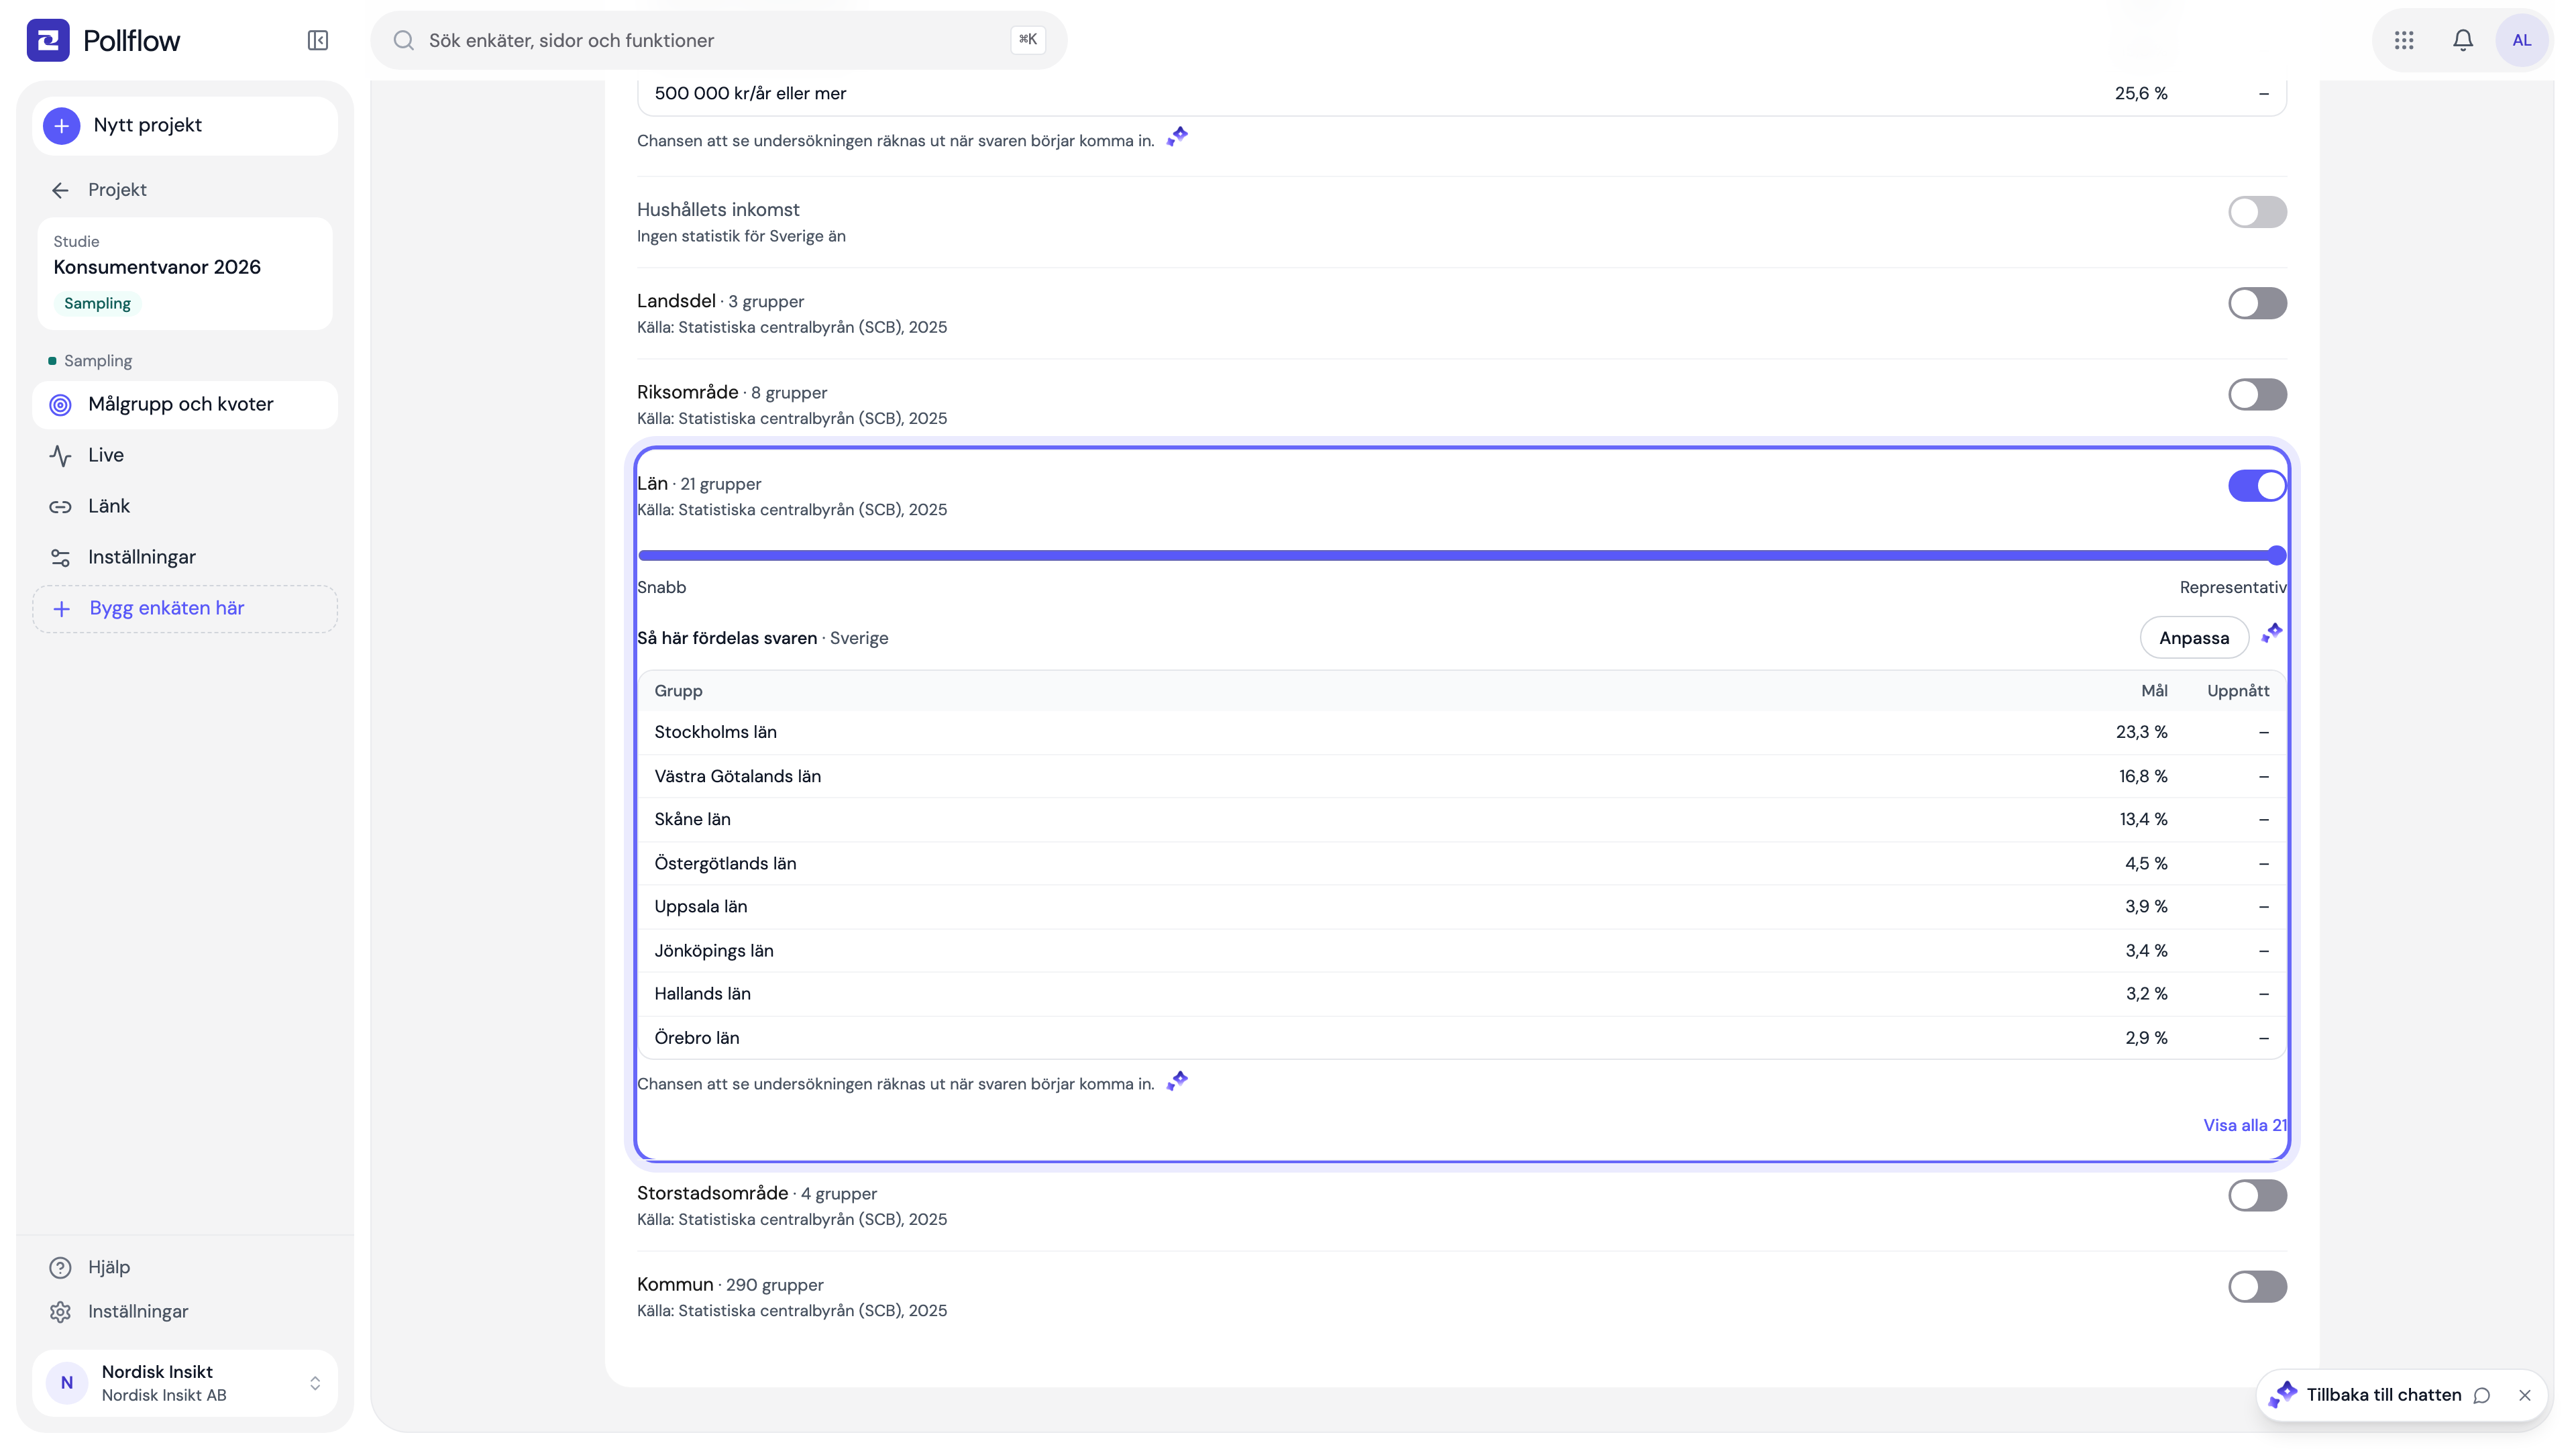 Pollflow
Sök enkäter, sidor och funktioner
⌘K
AL
Nytt projekt
Projekt
Studie
Konsumentvanor 2026
Sampling
Sampling
Målgrupp och kvoter
Live
Länk
Inställningar
Bygg enkäten här
Hjälp
Inställningar
N
Nordisk Insikt
Nordisk Insikt AB
500 000 kr/år eller mer 25,6 % –
Chansen att se undersökningen räknas ut när svaren börjar komma in.
Hushållets inkomst
Ingen statistik för Sverige än
Landsdel · 3 grupper
Källa: Statistiska centralbyrån (SCB), 2025
Riksområde · 8 grupper
Källa: Statistiska centralbyrån (SCB), 2025
Län · 21 grupper
Källa: Statistiska centralbyrån (SCB), 2025
Snabb Representativ
Så här fördelas svaren · Sverige Anpassa
Grupp Mål Uppnått
Stockholms län 23,3 % –
Västra Götalands län 16,8 % –
Skåne län 13,4 % –
Östergötlands län 4,5 % –
Uppsala län 3,9 % –
Jönköpings län 3,4 % –
Hallands län 3,2 % –
Örebro län 2,9 % –
Chansen att se undersökningen räknas ut när svaren börjar komma in.
Visa alla 21
Storstadsområde · 4 grupper
Källa: Statistiska centralbyrån (SCB), 2025
Kommun · 290 grupper
Källa: Statistiska centralbyrån (SCB), 2025
Tillbaka till chatten